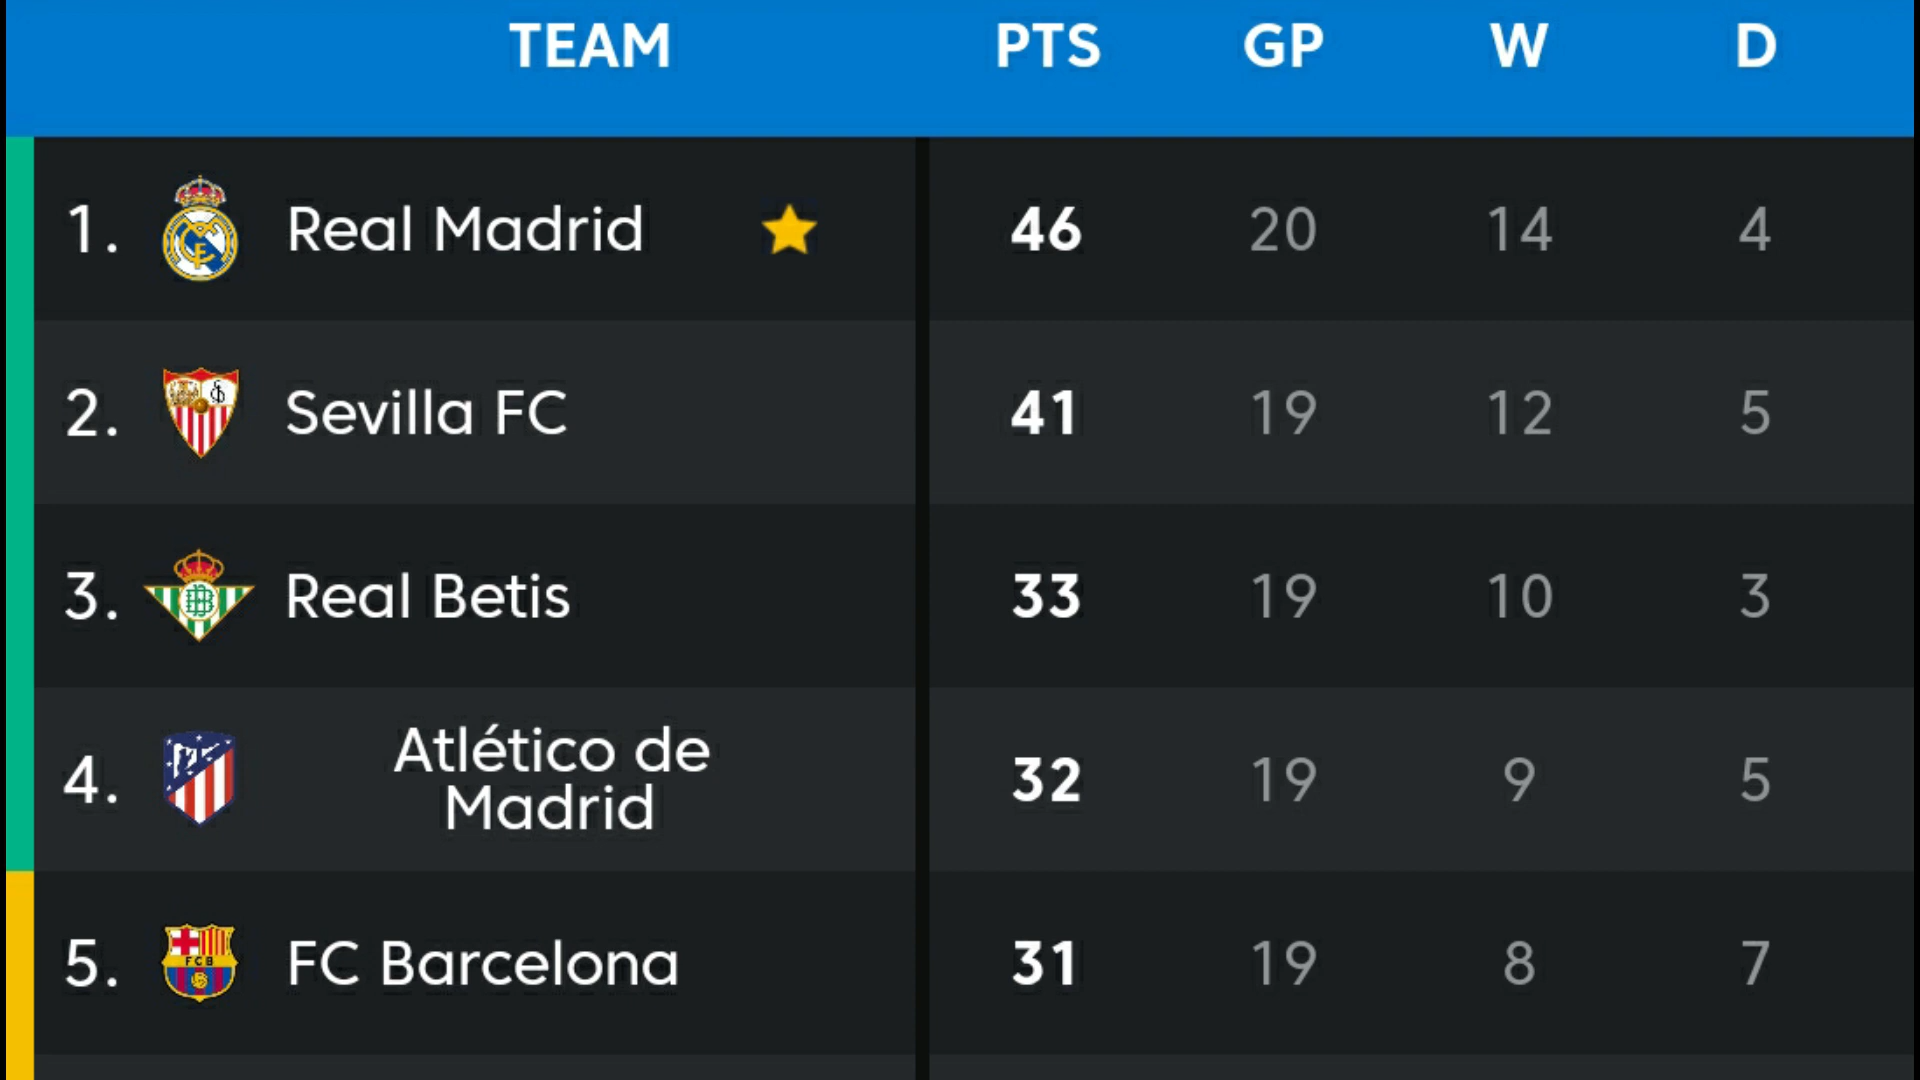 TEAM PTS GP W D
1. Real Madrid 46 20 14 4
2. Sevilla FC 41 19 12 5
3. Real Betis 33 19 10 3
4. Atlético de
Madrid 32 19 9 5
5. FCB FC Barcelona 31 19 8 7